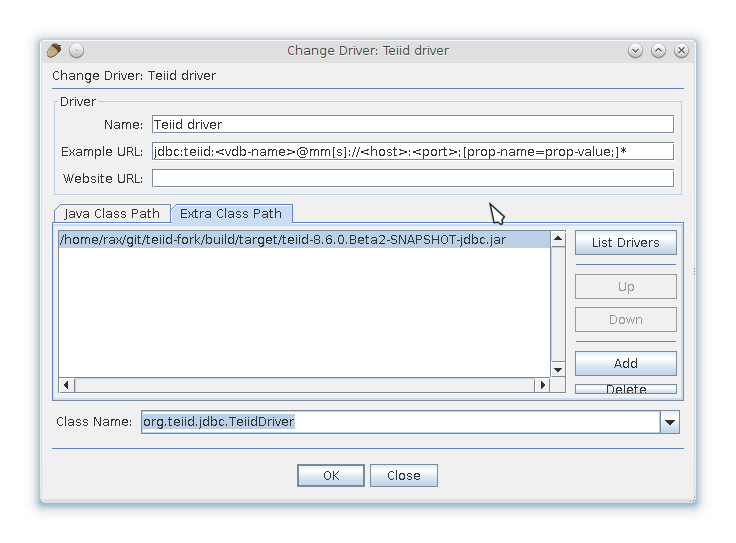 Change Driver: Teiid driver
Change Driver: Teiid driver
Driver
Name: Teiid driver
Example URL: jdbc:teiid:<vdb-name>@mm[s]://<host>:<port>;[prop-name=prop-value;]*
Website URL:
Java Class Path Extra Class Path
/home/rax/git/teiid-fork/build/target/teiid-8.6.0.Beta2-SNAPSHOT-jdbc.jar
List Drivers
Up
Down
Add
Delete
Class Name: org.teiid.jdbc.TeiidDriver
OK Close